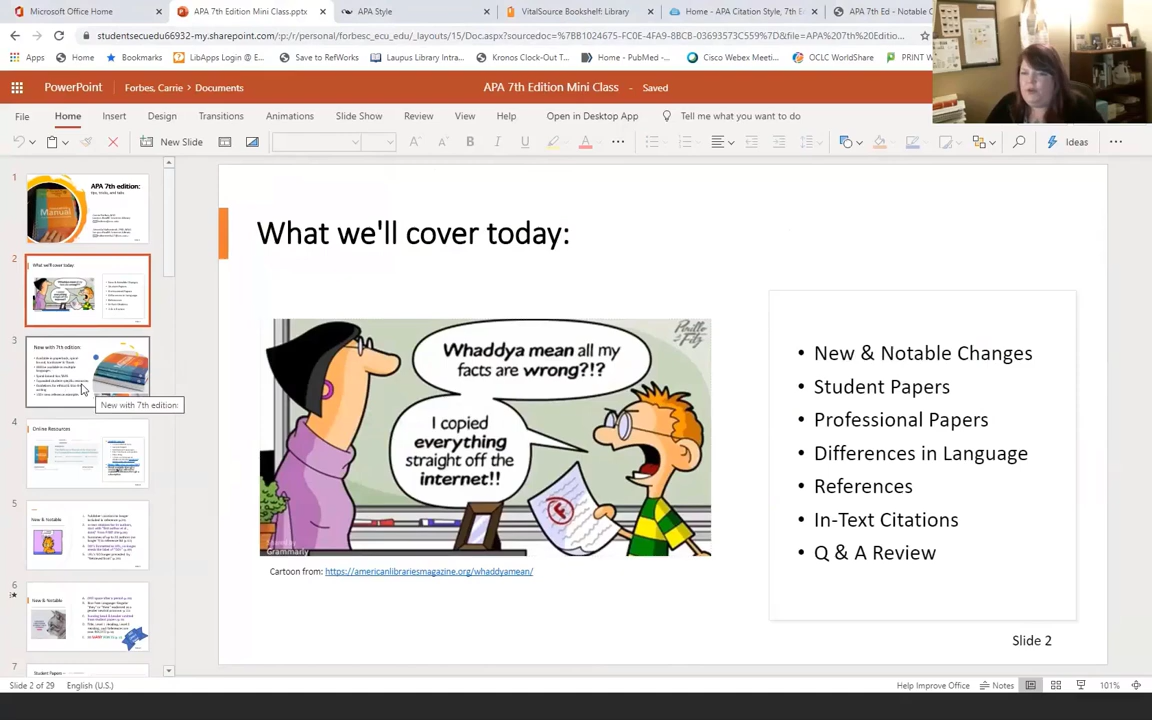 Microsoft Office Home
APA 7th Edition Mini Class.pptx
APA Style
VitalSource Bookshelf: Library
Home - APA Citation Style, 7th E
APA 7th Ed - Notable C
studentsecuedu66932-my.sharepoint.com/:p:/r/personal/forbesc_ecu_edu/_layouts/15/Doc.aspx?sourcedoc=%7BB1024675-FC0E-4FA9-8BCB-03693573C559%7D&file=APA%207th%20Editio...
Apps
Home
Bookmarks
LibApps Login @ E...
Save to RefWorks
Laupus Library Intra...
Kronos Clock-Out T...
Home - PubMed -...
Cisco Webex Meeti...
OCLC WorldShare
PRINT W
PowerPoint
Forbes, Carrie > Documents
APA 7th Edition Mini Class - Saved
File
Home
Insert
Design
Transitions
Animations
Slide Show
Review
View
Help
Open in Desktop App
Tell me what you want to do
New Slide
Ideas
1
APA 7th edition:
tips, tricks, and tabs
Manual
2
What we'll cover today
3
New with 7th edition:
New with 7th edition:
4
Online Resources
5
New & Notable
6
New & Notable
7
Student Papers
What we'll cover today:
Whaddya mean all my
facts are wrong?!?
I copied
everything
straight off the
internet!!
F
Grammarly
Cartoon from: https://americanlibrariesmagazine.org/whaddyamean/
• New & Notable Changes
• Student Papers
• Professional Papers
• Differences in Language
• References
• In-Text Citations
• Q & A Review
Slide 2
Slide 2 of 29
English (U.S.)
Help Improve Office
Notes
101%